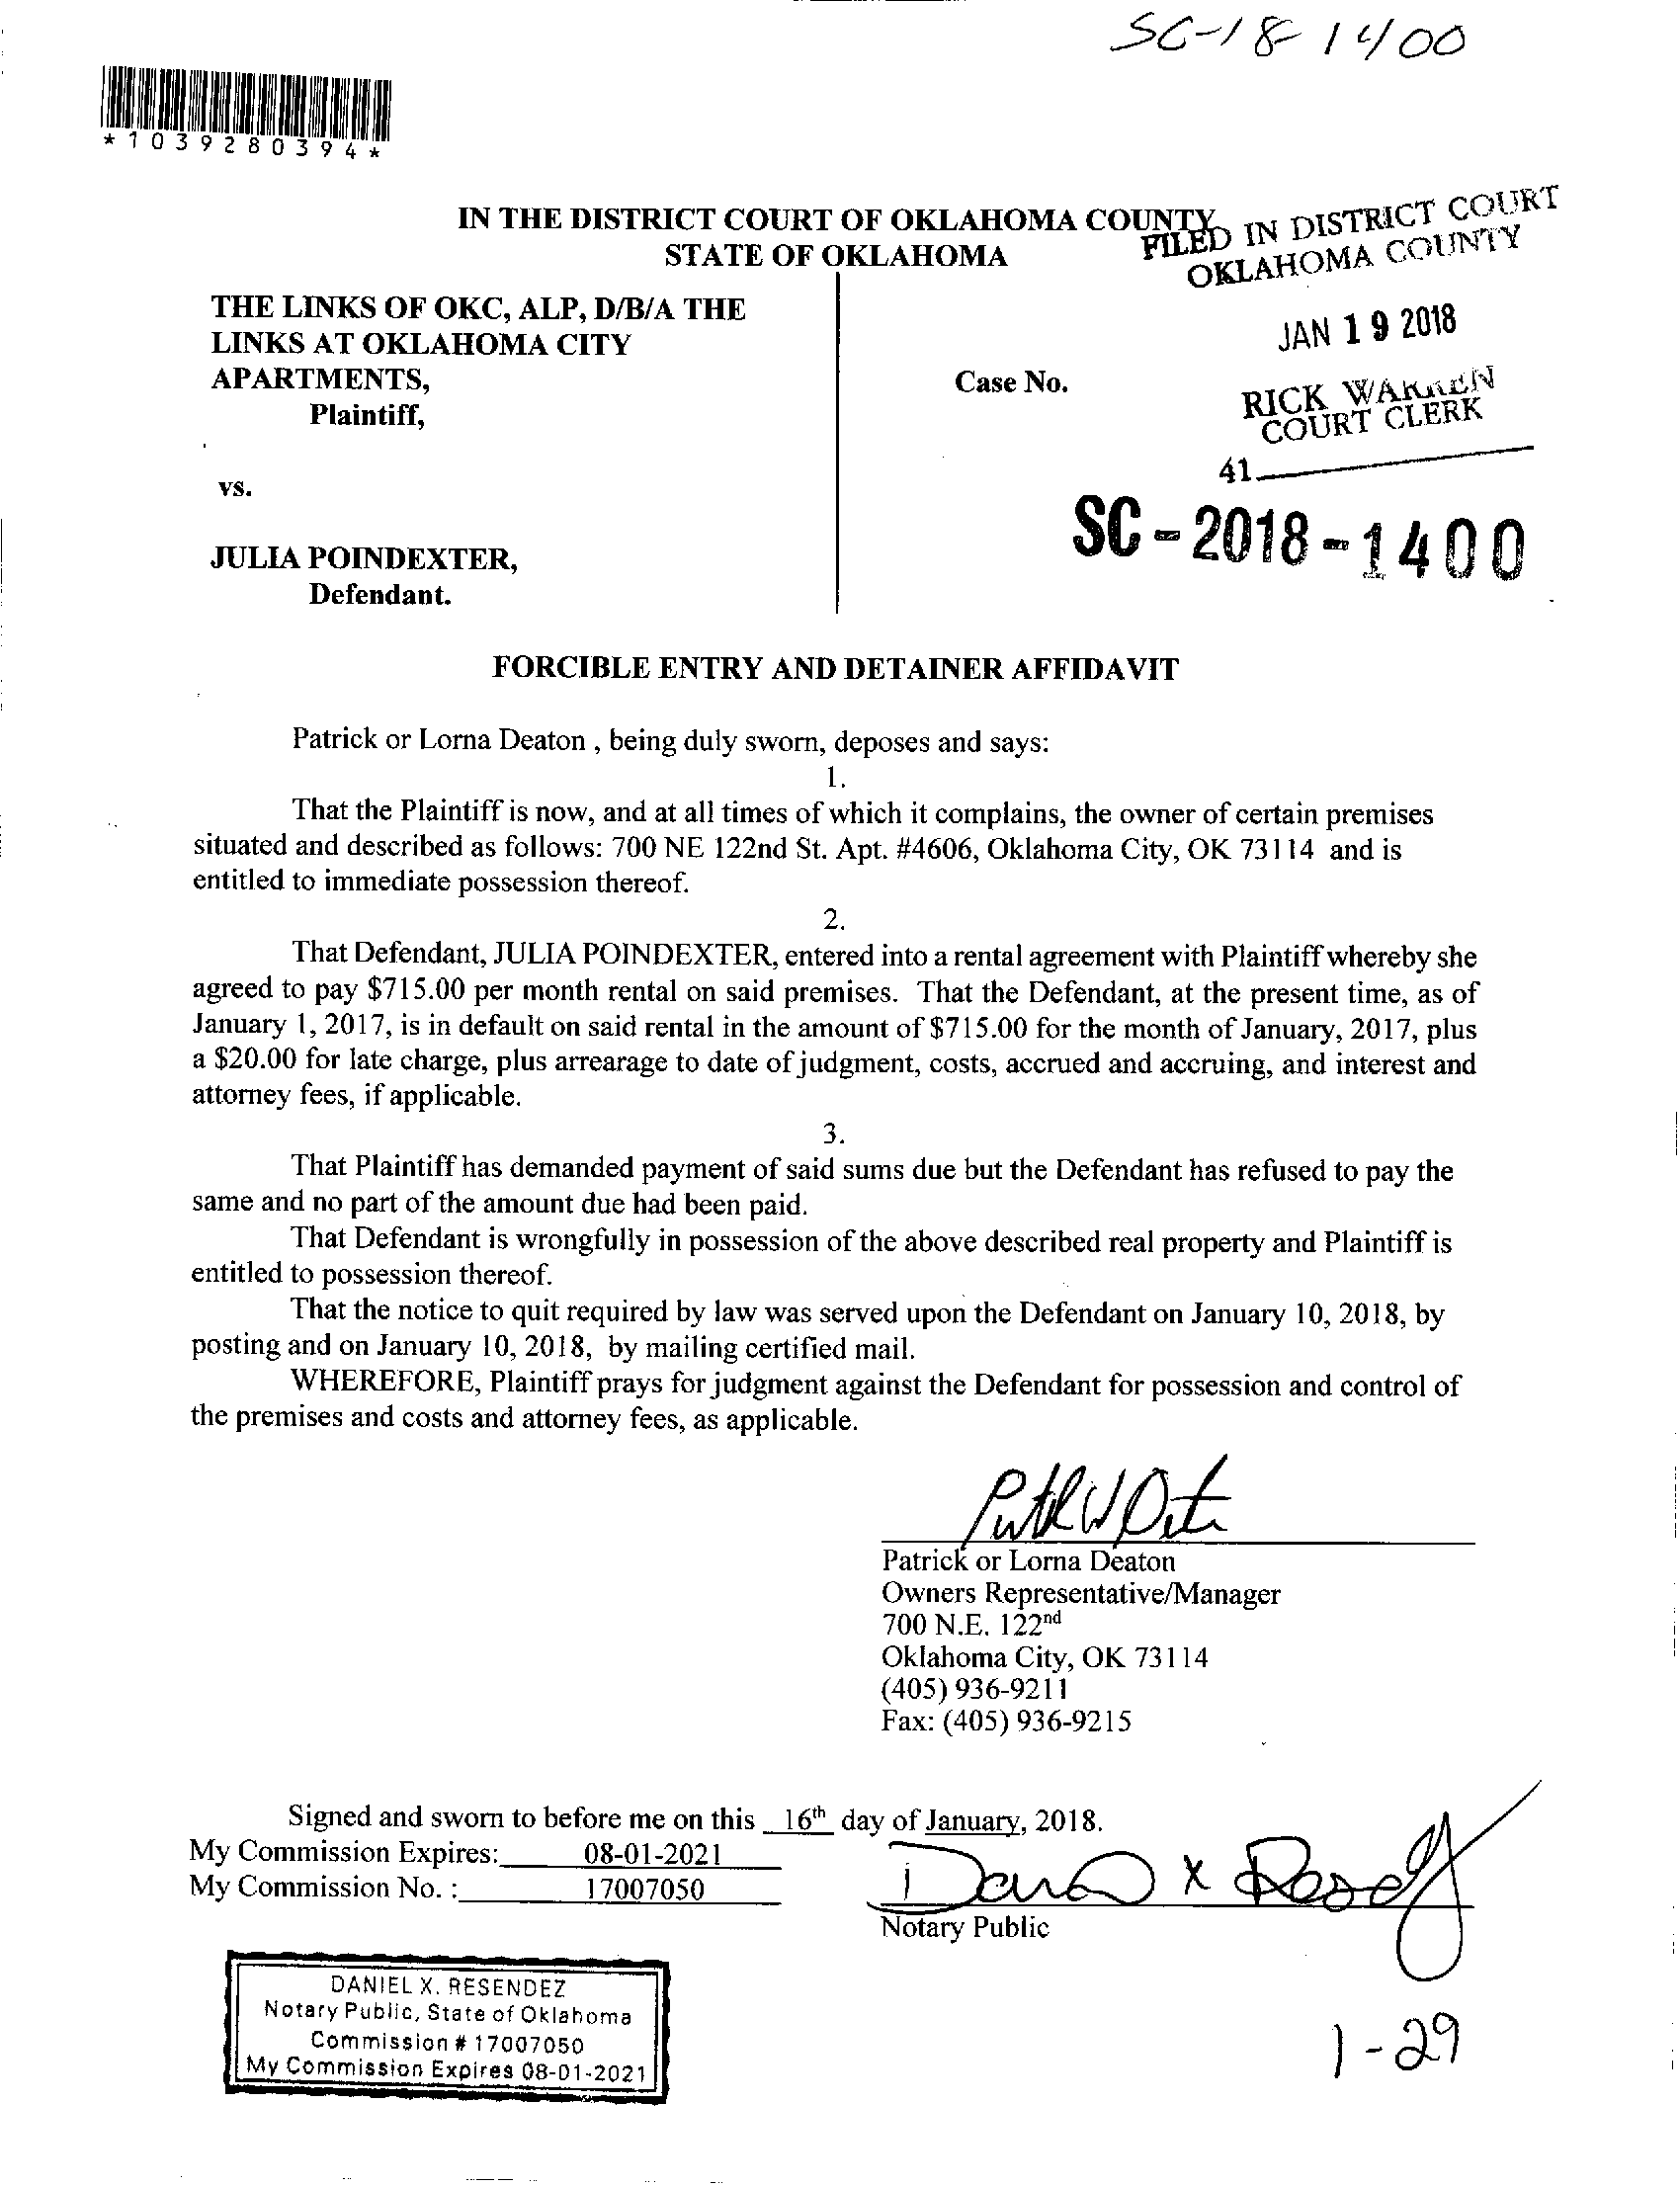 SC-18-1400
*1039280394*
IN THE DISTRICT COURT OF OKLAHOMA COUNTY
STATE OF OKLAHOMA
FILED IN DISTRICT COURT
OKLAHOMA COUNTY
JAN 19 2018
RICK WARREN
COURT CLERK
41
SC-2018-1400
THE LINKS OF OKC, ALP, D/B/A THE
LINKS AT OKLAHOMA CITY
APARTMENTS,
Plaintiff,
Case No.
vs.
JULIA POINDEXTER,
Defendant.
FORCIBLE ENTRY AND DETAINER AFFIDAVIT
Patrick or Lorna Deaton , being duly sworn, deposes and says:
1.
That the Plaintiff is now, and at all times of which it complains, the owner of certain premises
situated and described as follows: 700 NE 122nd St. Apt. #4606, Oklahoma City, OK 73114 and is
entitled to immediate possession thereof.
2.
That Defendant, JULIA POINDEXTER, entered into a rental agreement with Plaintiff whereby she
agreed to pay $715.00 per month rental on said premises. That the Defendant, at the present time, as of
January 1, 2017, is in default on said rental in the amount of $715.00 for the month of January, 2017, plus
a $20.00 for late charge, plus arrearage to date of judgment, costs, accrued and accruing, and interest and
attorney fees, if applicable.
3.
That Plaintiff has demanded payment of said sums due but the Defendant has refused to pay the
same and no part of the amount due had been paid.
That Defendant is wrongfully in possession of the above described real property and Plaintiff is
entitled to possession thereof.
That the notice to quit required by law was served upon the Defendant on January 10, 2018, by
posting and on January 10, 2018, by mailing certified mail.
WHEREFORE, Plaintiff prays for judgment against the Defendant for possession and control of
the premises and costs and attorney fees, as applicable.
Patrick or Lorna Deaton
Owners Representative/Manager
700 N.E. 122nd
Oklahoma City, OK 73114
(405) 936-9211
Fax: (405) 936-9215
Signed and sworn to before me on this 16th day of January, 2018.
My Commission Expires: 08-01-2021
My Commission No. : 17007050
Notary Public
DANIEL X. RESENDEZ
Notary Public, State of Oklahoma
Commission # 17007050
My Commission Expires 08-01-2021
1-29